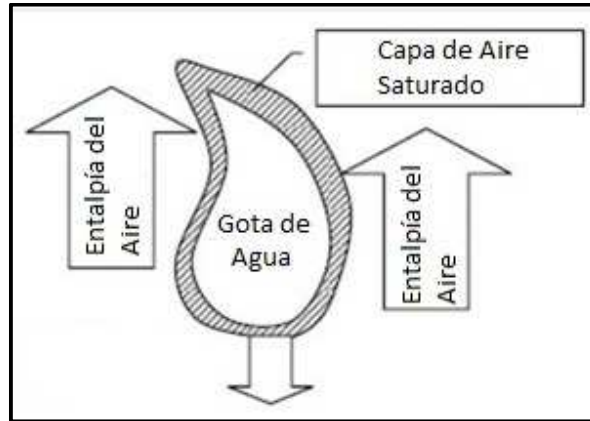 Capa de Aire
Saturado
Entalpía del
Aire
Gota de
Agua
Entalpía del
Aire